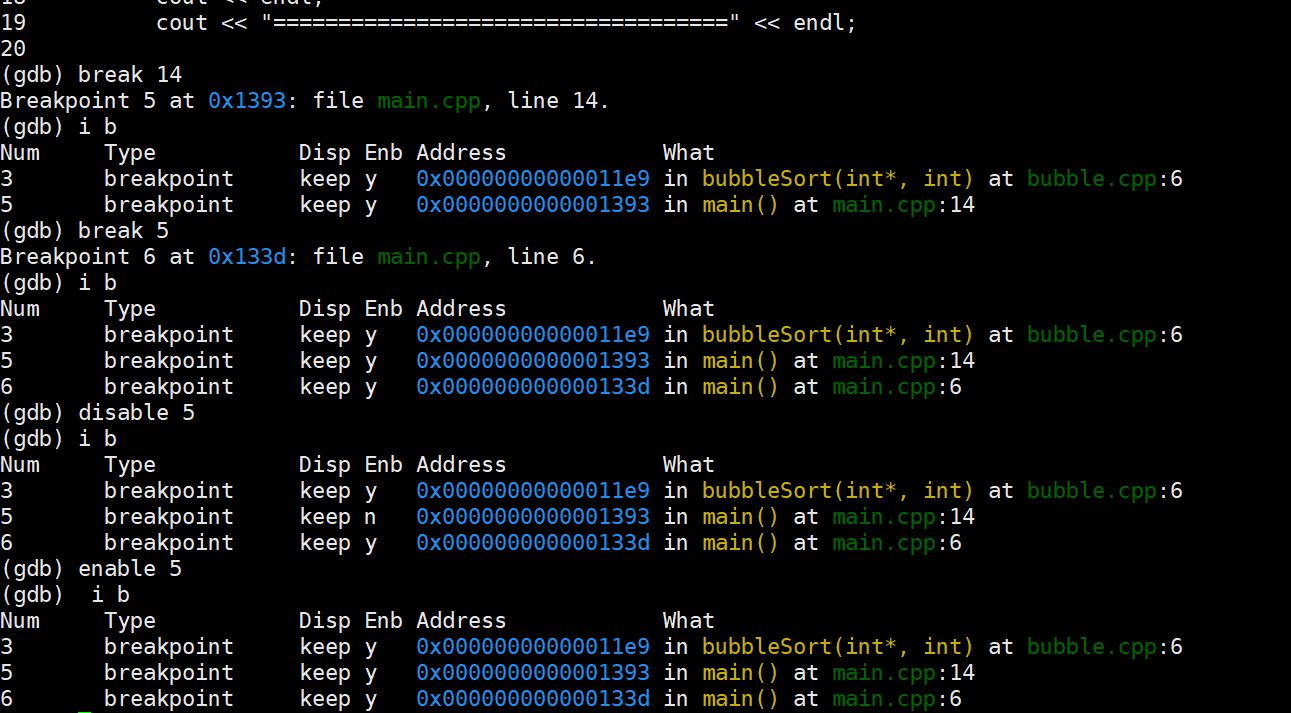 19          cout << "===================================" << endl;
20
(gdb) break 14
Breakpoint 5 at 0x1393: file main.cpp, line 14.
(gdb) i b
Num     Type           Disp Enb Address            What
3       breakpoint     keep y   0x00000000000011e9 in bubbleSort(int*, int) at bubble.cpp:6
5       breakpoint     keep y   0x0000000000001393 in main() at main.cpp:14
(gdb) break 5
Breakpoint 6 at 0x133d: file main.cpp, line 6.
(gdb) i b
Num     Type           Disp Enb Address            What
3       breakpoint     keep y   0x00000000000011e9 in bubbleSort(int*, int) at bubble.cpp:6
5       breakpoint     keep y   0x0000000000001393 in main() at main.cpp:14
6       breakpoint     keep y   0x000000000000133d in main() at main.cpp:6
(gdb) disable 5
(gdb) i b
Num     Type           Disp Enb Address            What
3       breakpoint     keep y   0x00000000000011e9 in bubbleSort(int*, int) at bubble.cpp:6
5       breakpoint     keep n   0x0000000000001393 in main() at main.cpp:14
6       breakpoint     keep y   0x000000000000133d in main() at main.cpp:6
(gdb) enable 5
(gdb)  i b
Num     Type           Disp Enb Address            What
3       breakpoint     keep y   0x00000000000011e9 in bubbleSort(int*, int) at bubble.cpp:6
5       breakpoint     keep y   0x0000000000001393 in main() at main.cpp:14
6       breakpoint     keep y   0x000000000000133d in main() at main.cpp:6